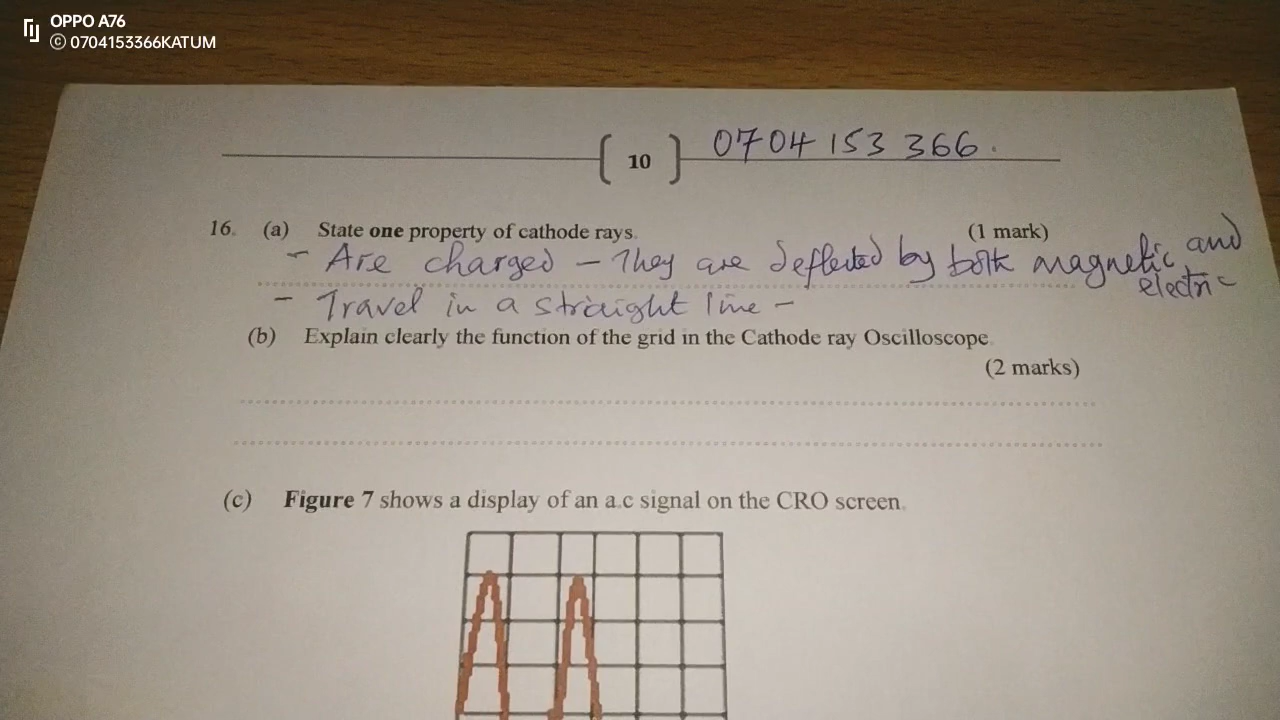 OPPO A76
© 0704153366KATUM
[ 10 ] 0704 153 366.
16. (a) State one property of cathode rays. (1 mark)
- Are charged - They are deflected by both magnetic and
electric
- Travel in a straight line -
(b) Explain clearly the function of the grid in the Cathode ray Oscilloscope.
(2 marks)
(c) Figure 7 shows a display of an a.c signal on the CRO screen.